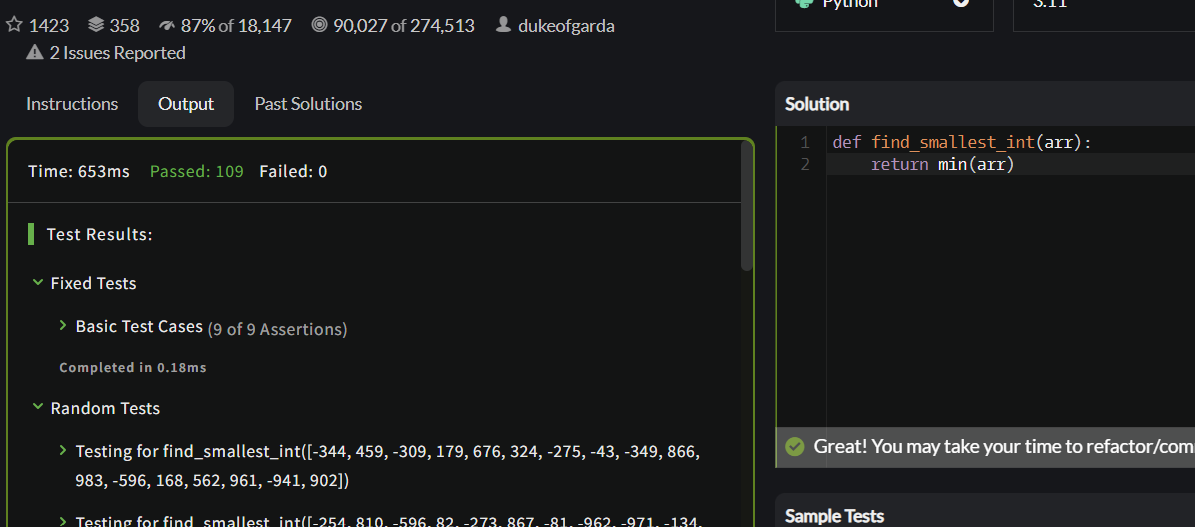 1423 358 87% of 18,147 90,027 of 274,513 dukeofgarda
2 Issues Reported
Python
3.11
Instructions Output Past Solutions
Time: 653ms Passed: 109 Failed: 0
Test Results:
Fixed Tests
Basic Test Cases (9 of 9 Assertions)
Completed in 0.18ms
Random Tests
Testing for find_smallest_int([-344, 459, -309, 179, 676, 324, -275, -43, -349, 866,
983, -596, 168, 562, 961, -941, 902])
Testing for find_smallest_int([-254, 810, -596, 82, -273, 867, -81, -962, -971, -134,
Solution
1 def find_smallest_int(arr):
2 return min(arr)
Great! You may take your time to refactor/com
Sample Tests